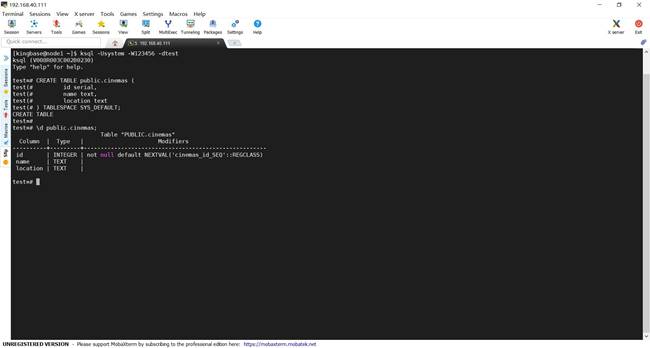 192.168.40.111
Terminal Sessions View X server Tools Games Settings Macros Help
Session Servers Tools Games Sessions View Split MultiExec Tunneling Packages Settings Help X server Exit
Quick connect...
5. 192.168.40.111
Sessions
Tools
Macros
Sftp
[kingbase@node1 ~]$ ksql -Usystem -W123456 -dtest
ksql (V008R003C002B0230)
Type "help" for help.
test=# CREATE TABLE public.cinemas (
test(# id serial,
test(# name text,
test(# location text
test(# ) TABLESPACE SYS_DEFAULT;
CREATE TABLE
test=#
test=# \d public.cinemas;
Table "PUBLIC.cinemas"
Column | Type | Modifiers
----------+---------+----------------------------------------------------
id | INTEGER | not null default NEXTVAL('cinemas_id_SEQ'::REGCLASS)
name | TEXT |
location | TEXT |
test=#
UNREGISTERED VERSION - Please support MobaXterm by subscribing to the professional edition here: https://mobaxterm.mobatek.net